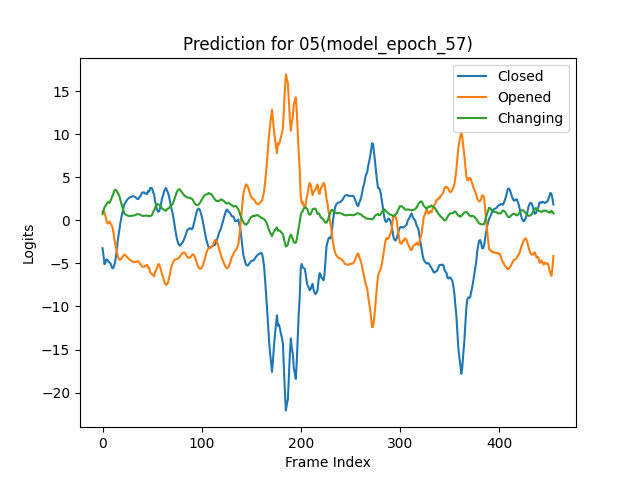 Prediction for 05(model_epoch_57)
Closed
Opened
Changing
Logits
15
10
5
0
−5
−10
−15
−20
0 100 200 300 400
Frame Index